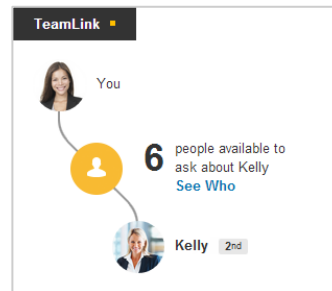 TeamLink
You
6 people available to
ask about Kelly
See Who
Kelly 2nd